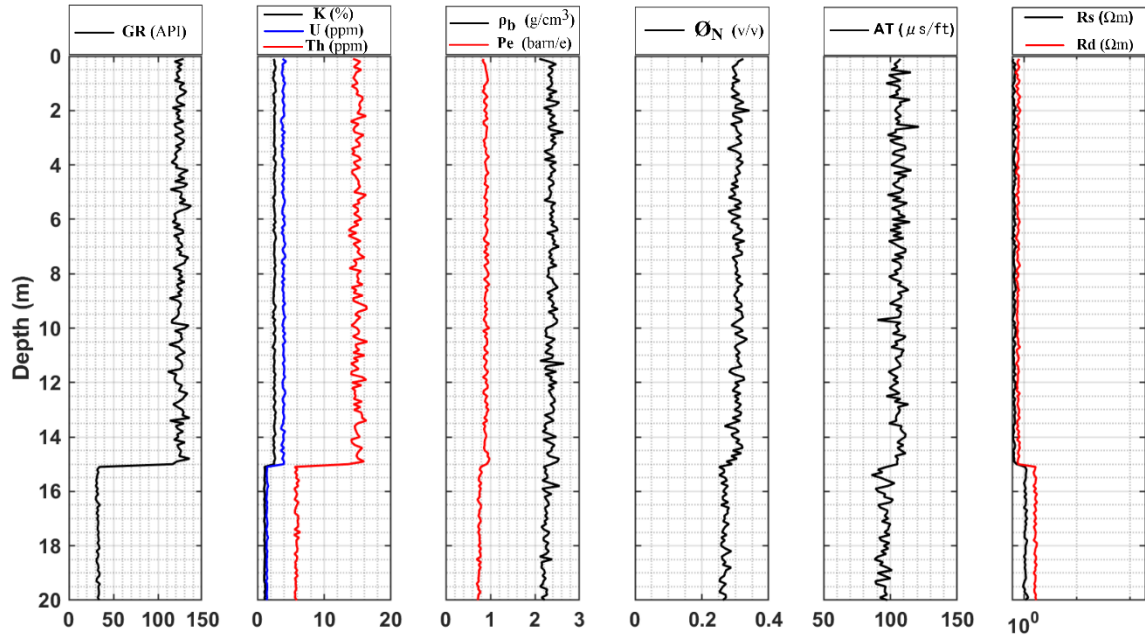 GR (API)
K (%)
U (ppm)
Th (ppm)
ρb (g/cm³)
Pe (barn/e)
ØN (v/v)
AT (μs/ft)
Rs (Ωm)
Rd (Ωm)
Depth (m)
0
2
4
6
8
10
12
14
16
18
20
0 50 100 150
0 10 20
0 1 2 3
0 0.2 0.4
50 100 150
10⁰